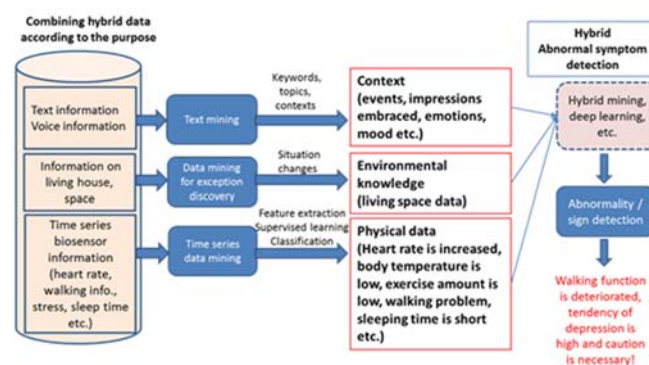 Combining hybrid data
according to the purpose
Text information
Voice information
Information on
living house,
space
Time series
biosensor
information
(heart rate,
walking info.,
stress, sleep time
etc.)
Text mining
Data mining
for exception
discovery
Time series
data mining
Keywords,
topics,
contexts
Situation
changes
Feature extraction
Supervised learning
Classification
Context
(events, impressions
embraced, emotions,
mood etc.)
Environmental
knowledge
(living space data)
Physical data
(Heart rate is increased,
body temperature is
low, exercise amount is
low, walking problem,
sleeping time is short
etc.)
Hybrid
Abnormal symptom
detection
Hybrid mining,
deep learning,
etc.
Abnormality /
sign detection
Walking function
is deteriorated,
tendency of
depression is
high and caution
is necessary!